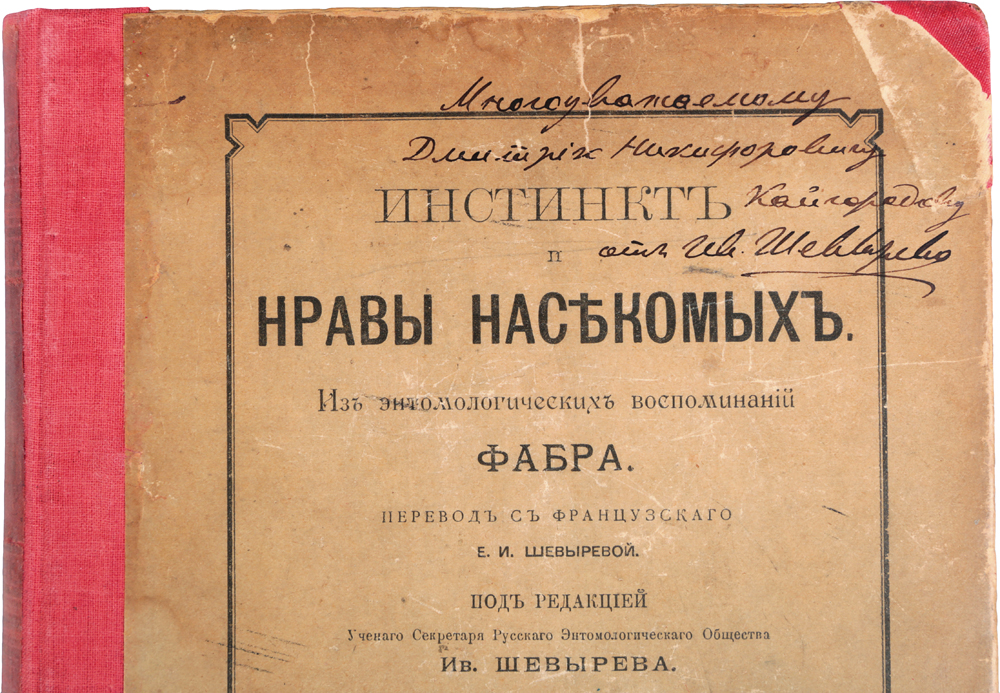 Многоуважаемому
Дмитрію Никифоровичу
ИНСТИНКТЪ
Кайгородову
и
отъ Ив. Шевырева
НРАВЫ НАСѢКОМЫХЪ.
Изъ энтомологическихъ воспоминаній
ФАБРА.
ПЕРЕВОДЪ СЪ ФРАНЦУЗСКАГО
Е. И. ШЕВЫРЕВОЙ.
ПОДЪ РЕДАКЦІЕЙ
Ученаго Секретаря Русскаго Энтомологическаго Общества
Ив. ШЕВЫРЕВА.